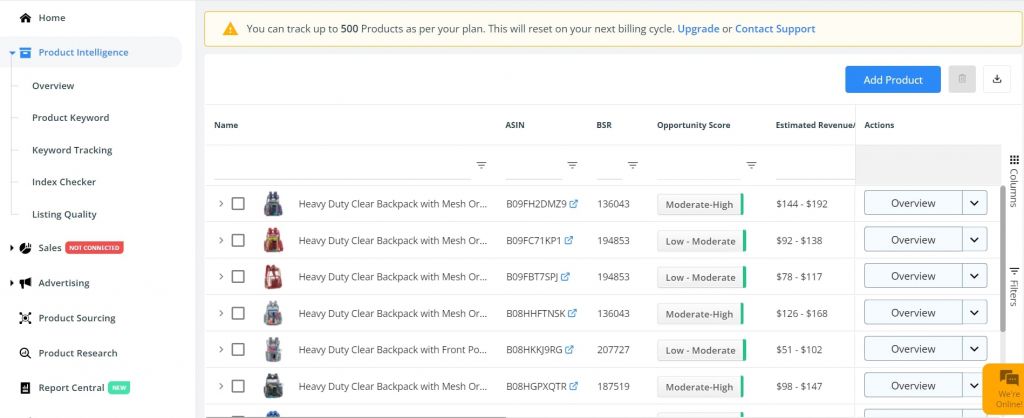 Home
Product Intelligence
Overview
Product Keyword
Keyword Tracking
Index Checker
Listing Quality
Sales NOT CONNECTED
Advertising
Product Sourcing
Product Research
Report Central NEW
You can track up to 500 Products as per your plan. This will reset on your next billing cycle. Upgrade or Contact Support
Add Product
Name ASIN BSR Opportunity Score Estimated Revenue/ Actions
Heavy Duty Clear Backpack with Mesh Or... B09FH2DMZ9 136043 Moderate-High $144 - $192 Overview
Heavy Duty Clear Backpack with Mesh Or... B09FC71KP1 194853 Low - Moderate $92 - $138 Overview
Heavy Duty Clear Backpack with Mesh Or... B09FBT7SPJ 194853 Low - Moderate $78 - $117 Overview
Heavy Duty Clear Backpack with Mesh Or... B08HHFTNSK 136043 Moderate-High $126 - $168 Overview
Heavy Duty Clear Backpack with Front Po... B08HKKJ9RG 207727 Low - Moderate $51 - $102 Overview
Heavy Duty Clear Backpack with Mesh Or... B08HGPXQTR 187519 Moderate-High $98 - $147 Overview
Columns
Filters
We're
Online!